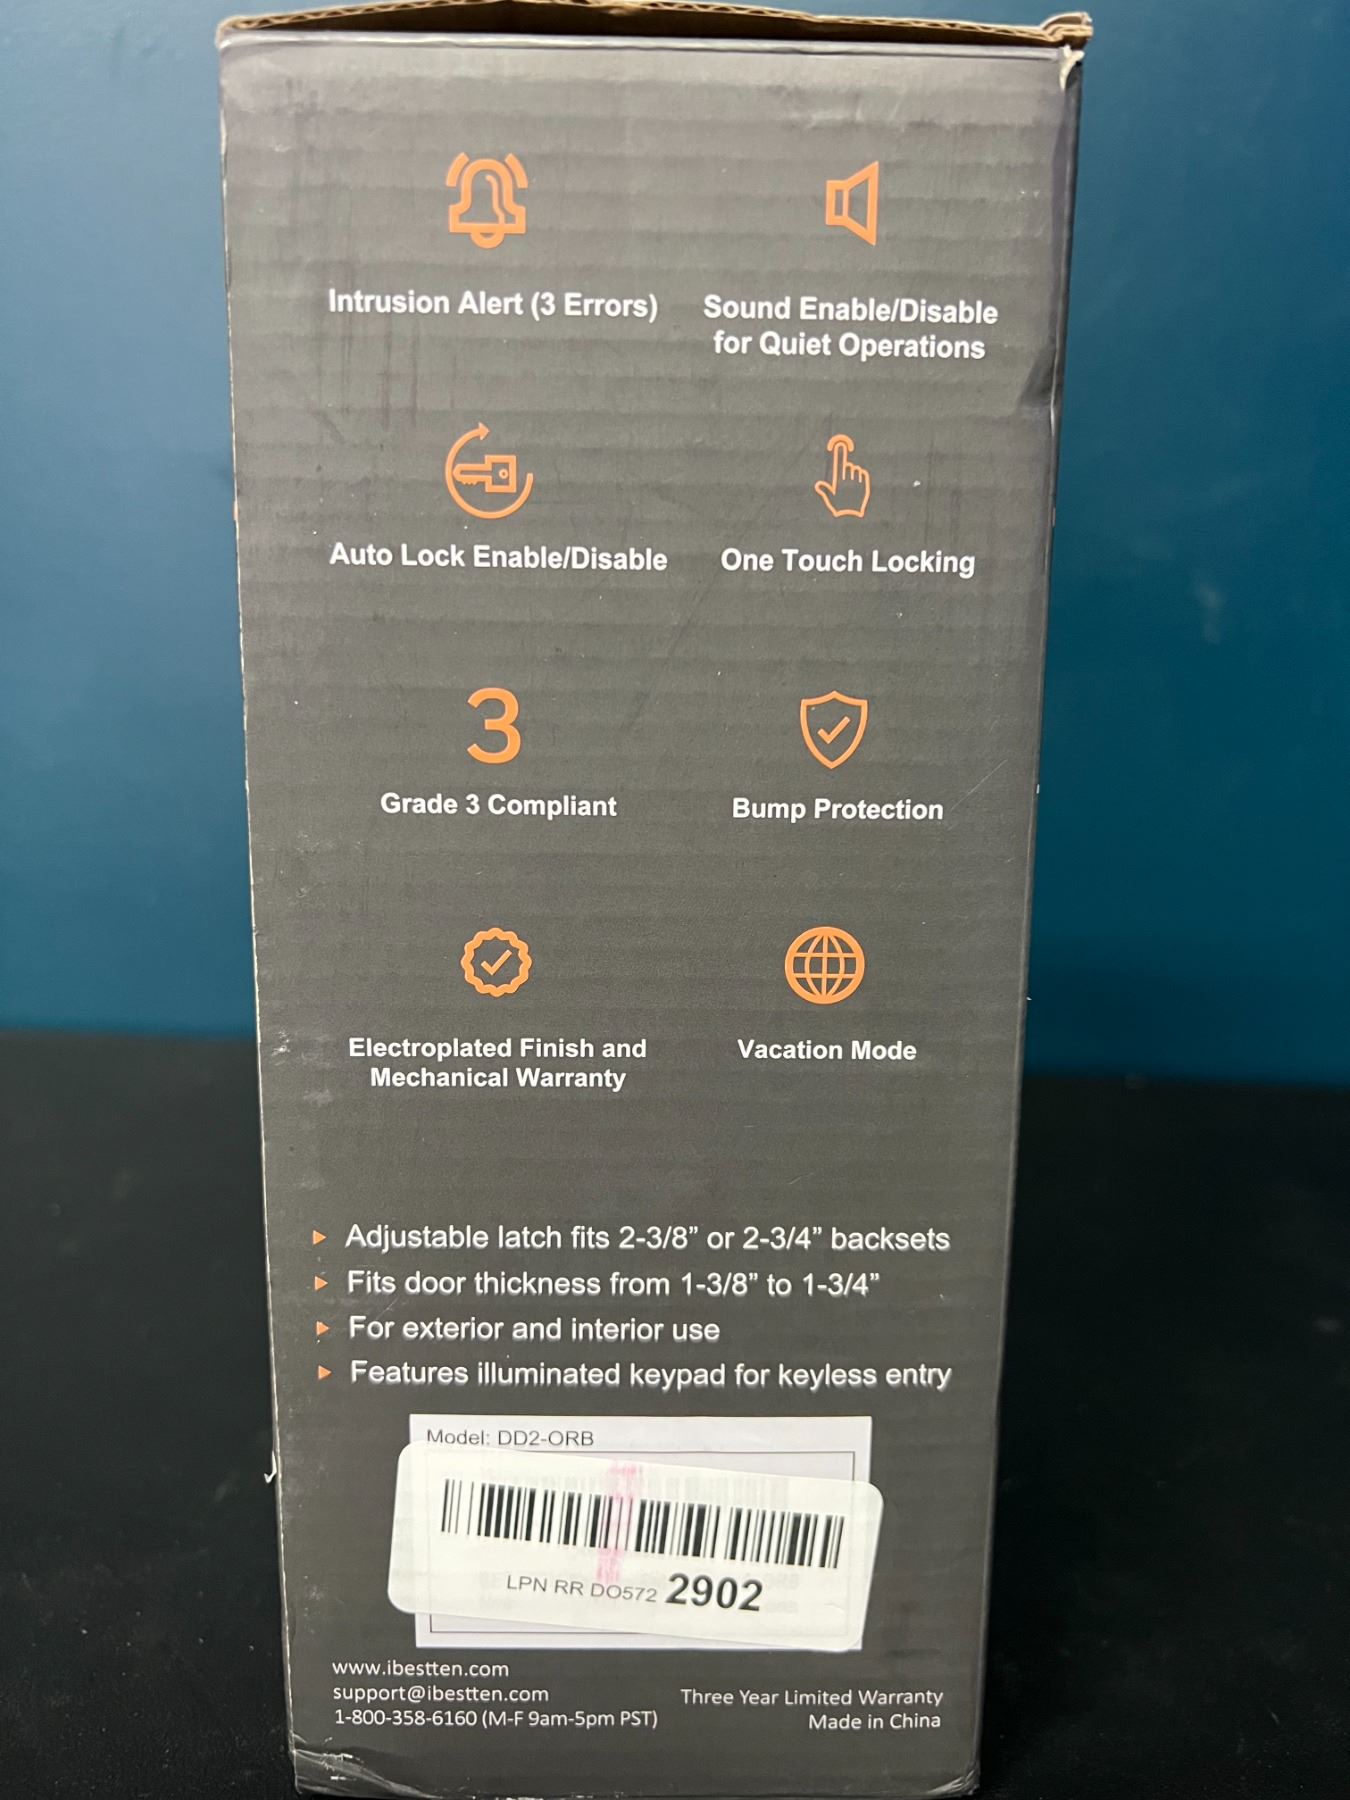 Intrusion Alert (3 Errors)
Sound Enable/Disable
for Quiet Operations
Auto Lock Enable/Disable
One Touch Locking
3
Grade 3 Compliant
Bump Protection
Electroplated Finish and
Mechanical Warranty
Vacation Mode
Adjustable latch fits 2-3/8” or 2-3/4” backsets
Fits door thickness from 1-3/8” to 1-3/4”
For exterior and interior use
Features illuminated keypad for keyless entry
Model: DD2-ORB
LPN RR DO572 2902
www.ibestten.com
support@ibestten.com
1-800-358-6160 (M-F 9am-5pm PST)
Three Year Limited Warranty
Made in China